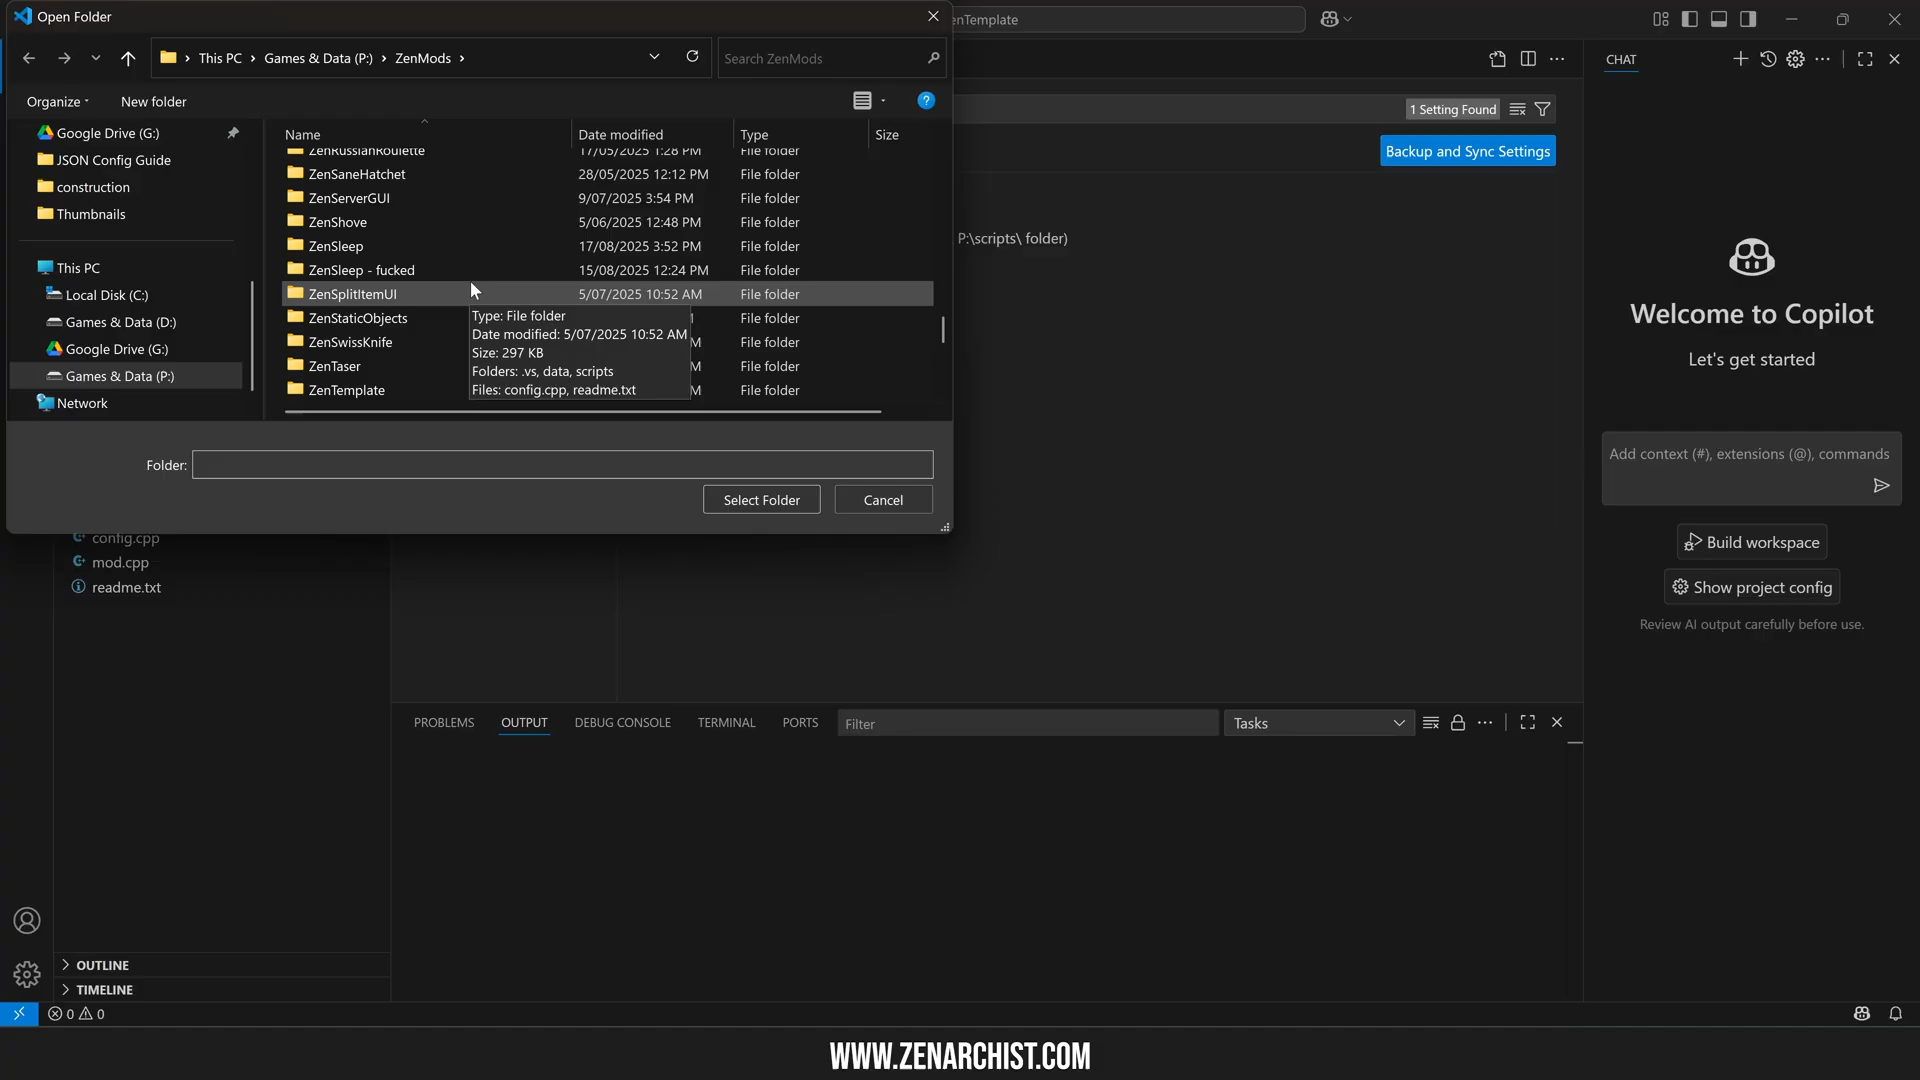 Open Folder
enTemplate
This PC
Games & Data (P:)
ZenMods
Search ZenMods
CHAT
Organize
New folder
1 Setting Found
Backup and Sync Settings
Name
Date modified
Type
Size
Google Drive (G:)
JSON Config Guide
construction
Thumbnails
This PC
Local Disk (C:)
Games & Data (D:)
Google Drive (G:)
Games & Data (P:)
Network
ZenRussianRoulette 17/05/2025 1:28 PM File folder
ZenSaneHatchet 28/05/2025 12:12 PM File folder
ZenServerGUI 9/07/2025 3:54 PM File folder
ZenShove 5/06/2025 12:48 PM File folder
ZenSleep 17/08/2025 3:52 PM File folder
ZenSleep - fucked 15/08/2025 12:24 PM File folder
ZenSplitItemUI 5/07/2025 10:52 AM File folder
ZenStaticObjects File folder
ZenSwissKnife M File folder
ZenTaser M File folder
ZenTemplate M File folder
Type: File folder
Date modified: 5/07/2025 10:52 AM
Size: 297 KB
Folders: .vs, data, scripts
Files: config.cpp, readme.txt
P:\scripts\ folder)
Folder:
Select Folder
Cancel
Welcome to Copilot
Let's get started
Add context (#), extensions (@), commands
Build workspace
Show project config
Review AI output carefully before use.
config.cpp
mod.cpp
readme.txt
PROBLEMS
OUTPUT
DEBUG CONSOLE
TERMINAL
PORTS
Filter
Tasks
OUTLINE
TIMELINE
0
0
WWW.ZENARCHIST.COM